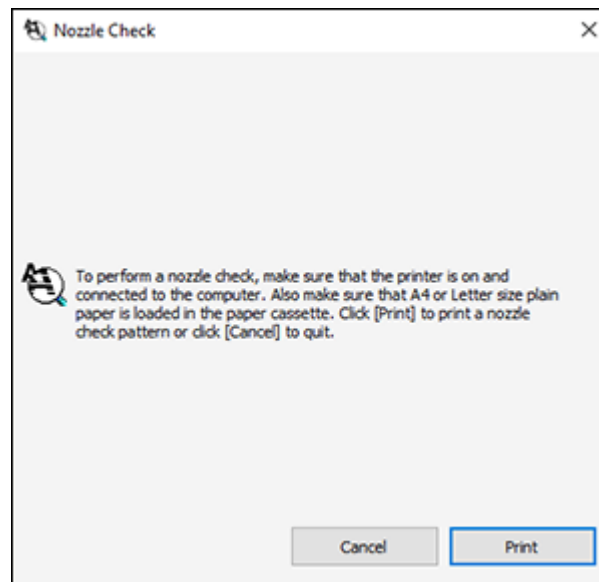 Nozzle Check
To perform a nozzle check, make sure that the printer is on and
connected to the computer. Also make sure that A4 or Letter size plain
paper is loaded in the paper cassette. Click [Print] to print a nozzle
check pattern or click [Cancel] to quit.
Cancel
Print